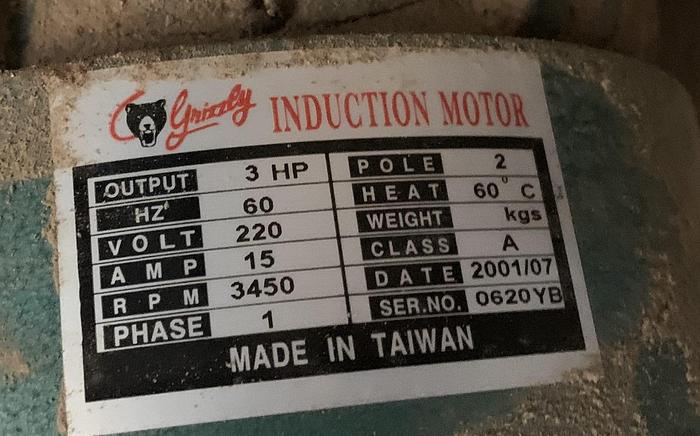 Grizzly INDUCTION MOTOR
OUTPUT 3 HP POLE 2
HZ 60 HEAT 60°C
VOLT 220 WEIGHT kgs
AMP 15 CLASS A
RPM 3450 DATE 2001/07
PHASE 1 SER.NO. 0620YB
MADE IN TAIWAN